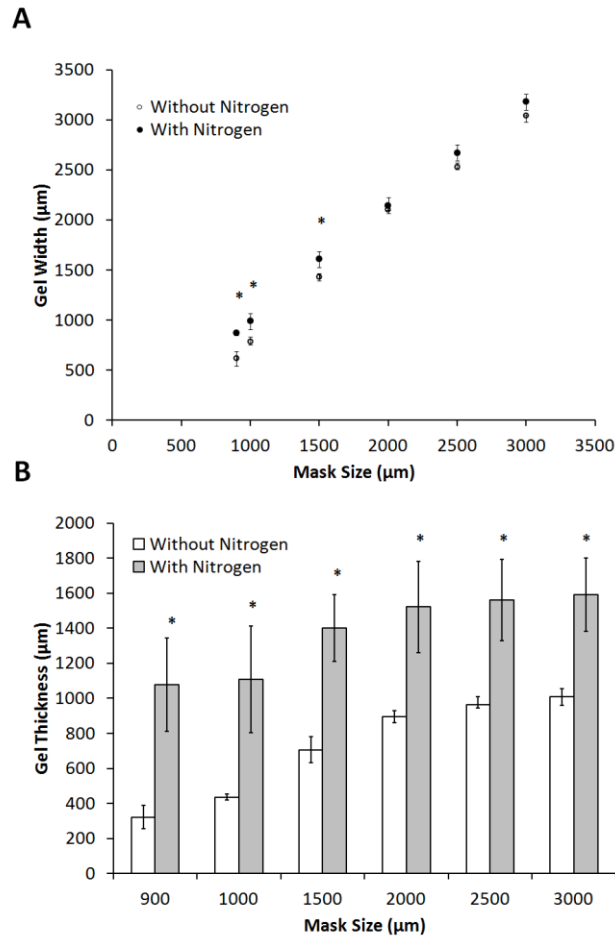 A
3500
3000
2500
2000
1500
1000
500
0
Gel Width (µm)
Without Nitrogen
With Nitrogen
*
* *
0 500 1000 1500 2000 2500 3000 3500
Mask Size (µm)
B
2000
1800
1600
1400
1200
1000
800
600
400
200
0
Gel Thickness (µm)
Without Nitrogen
With Nitrogen
* * * * * *
900 1000 1500 2000 2500 3000
Mask Size (µm)